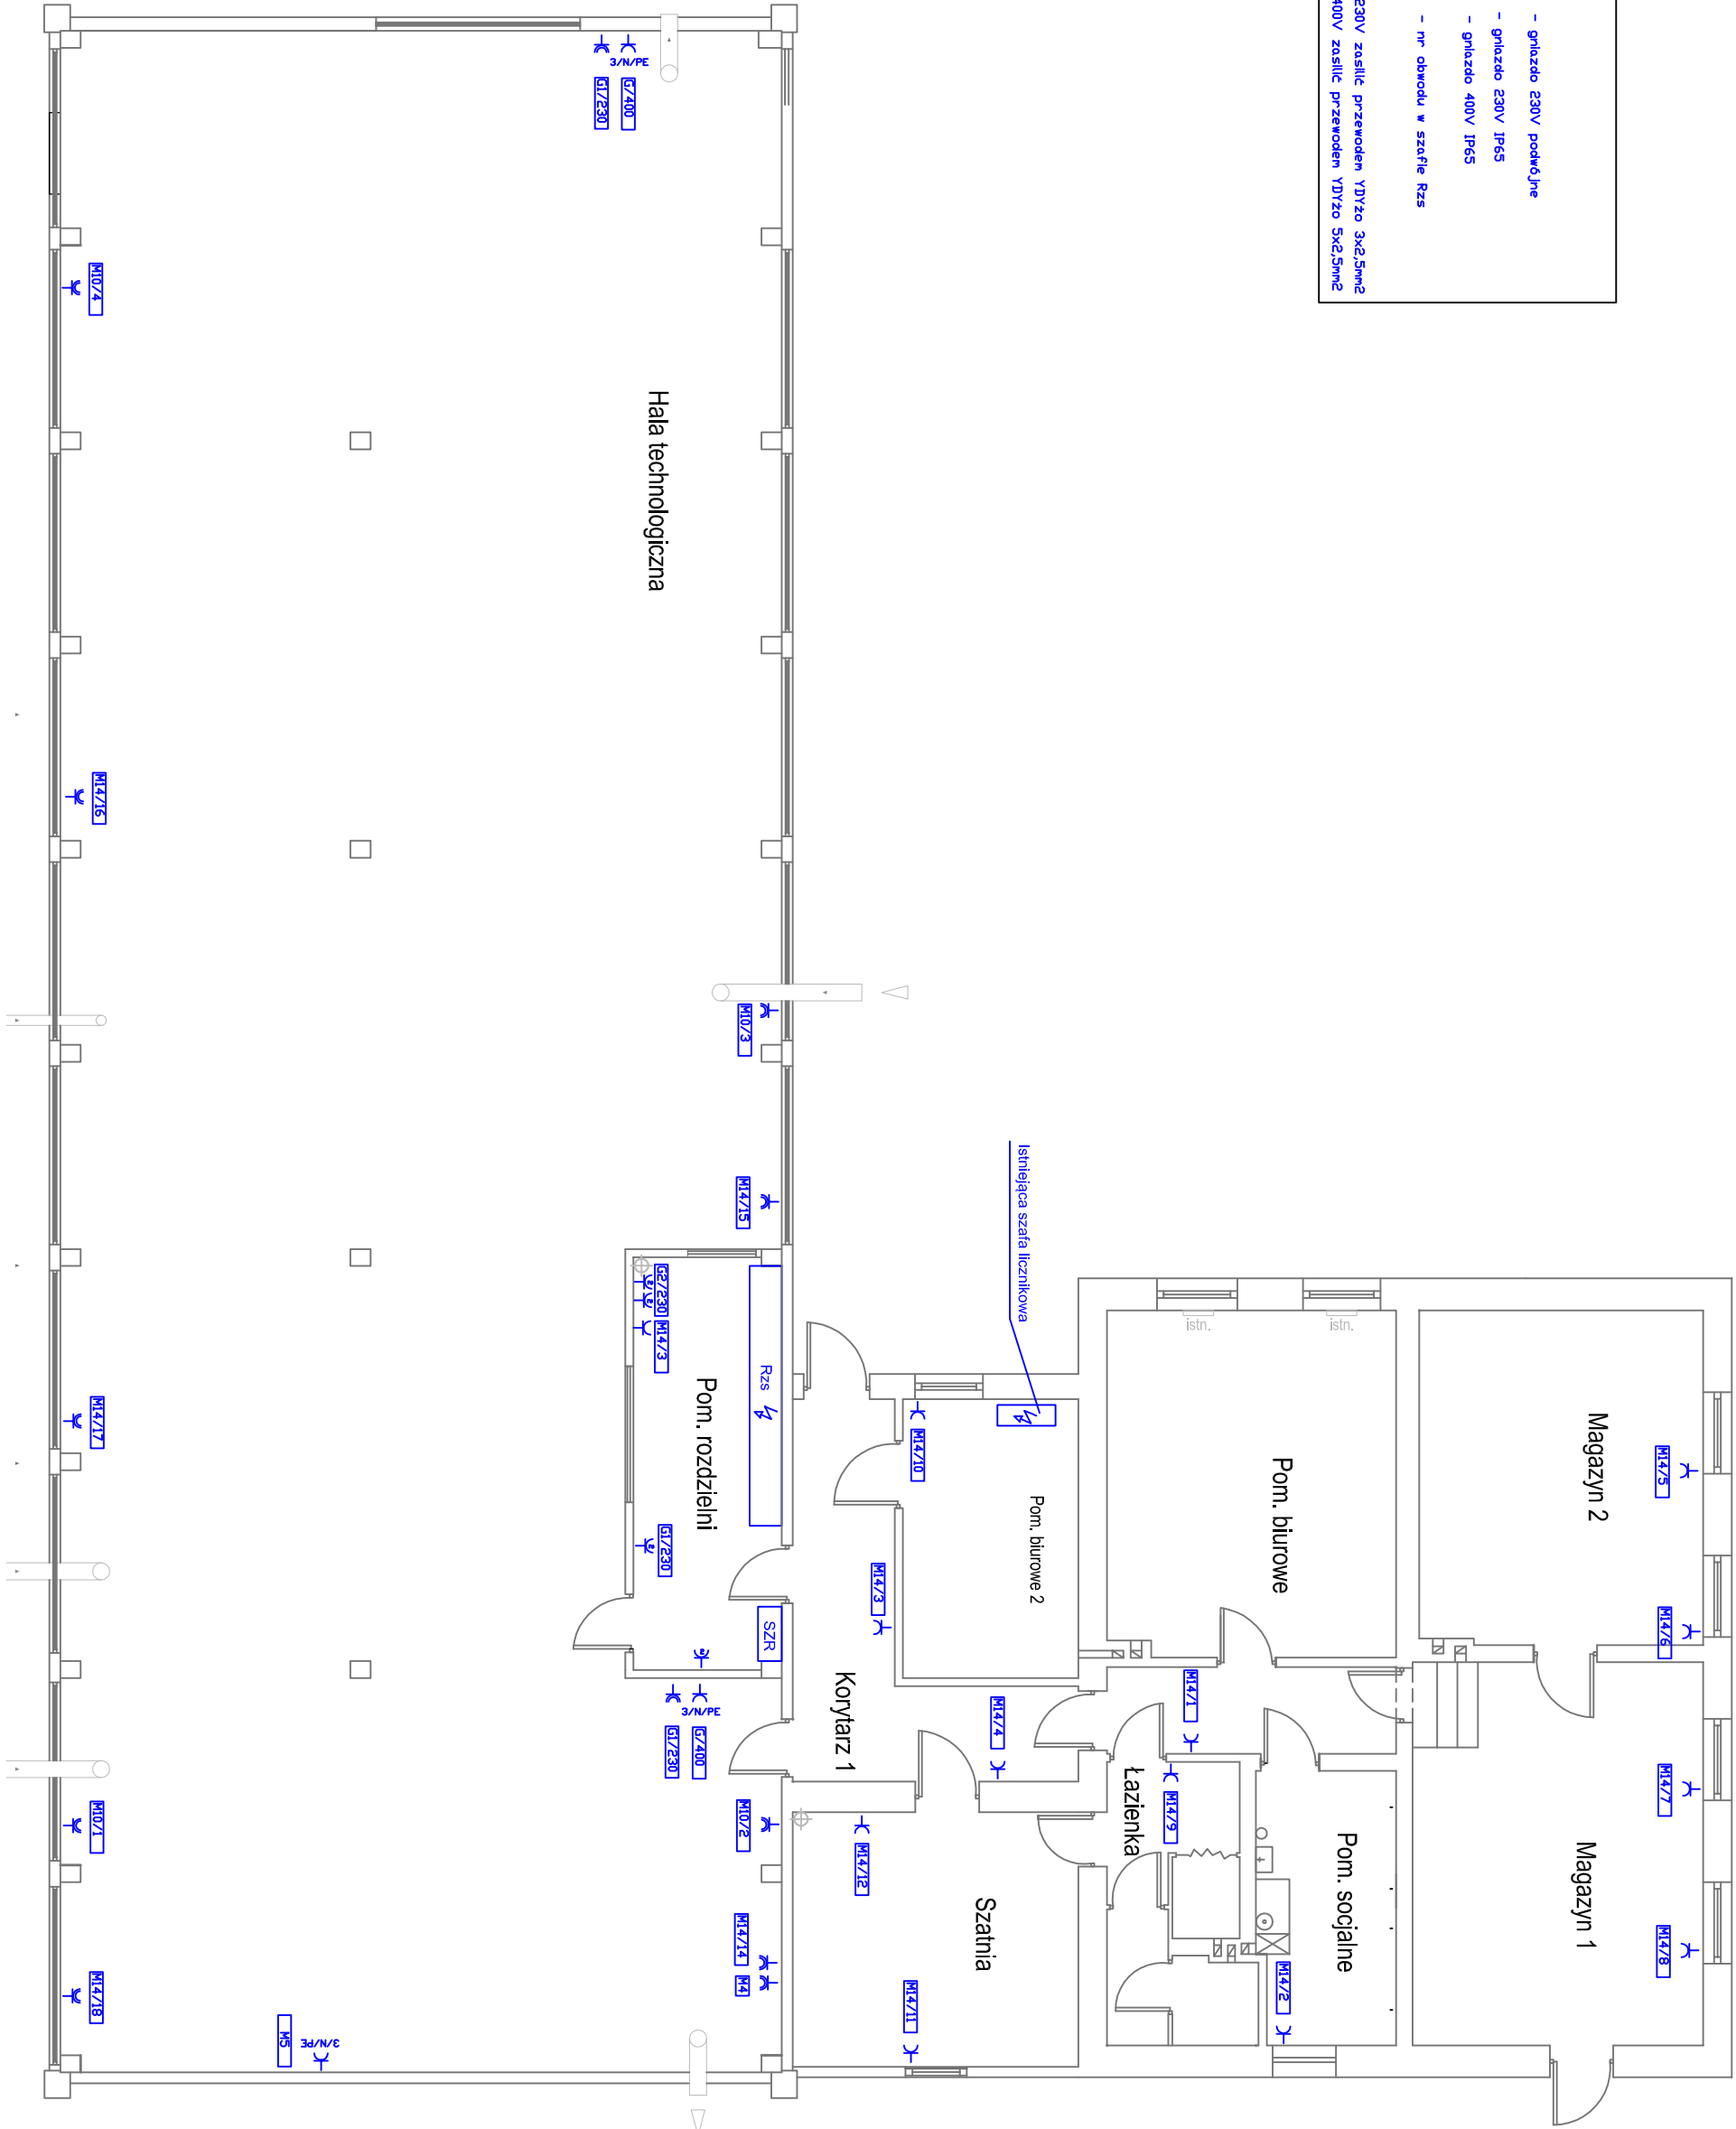 - gniazdo 230V podwójne
- gniazdo 230V IP65
- gniazdo 400V IP65
- nr obwodu w szafie Rzs
230V zasilić przewodem YDYżo 3x2,5mm2
400V zasilić przewodem YDYżo 5x2,5mm2
M14/5
M14/6
M14/7
M14/8
Magazyn 2
Magazyn 1
istn.
istn.
Pom. biurowe
Pom. socjalne
M14/2
M14/1
M14/9
Łazienka
Istniejąca szafa licznikowa
Pom. biurowe 2
M14/4
Szatnia
M14/10
M14/11
M14/3
M14/12
Korytarz 1
Rzs
SZR
M10/3
M14/15
M10/2
M14/14
M4
Pom. rozdzielni
3/N/PE
G/400
G1/230
G2/230
M14/3
G1/230
Hala technologiczna
3/N/PE
G/400
G1/230
3/N/PE
M5
M10/4
M14/16
M14/17
M10/1
M14/18